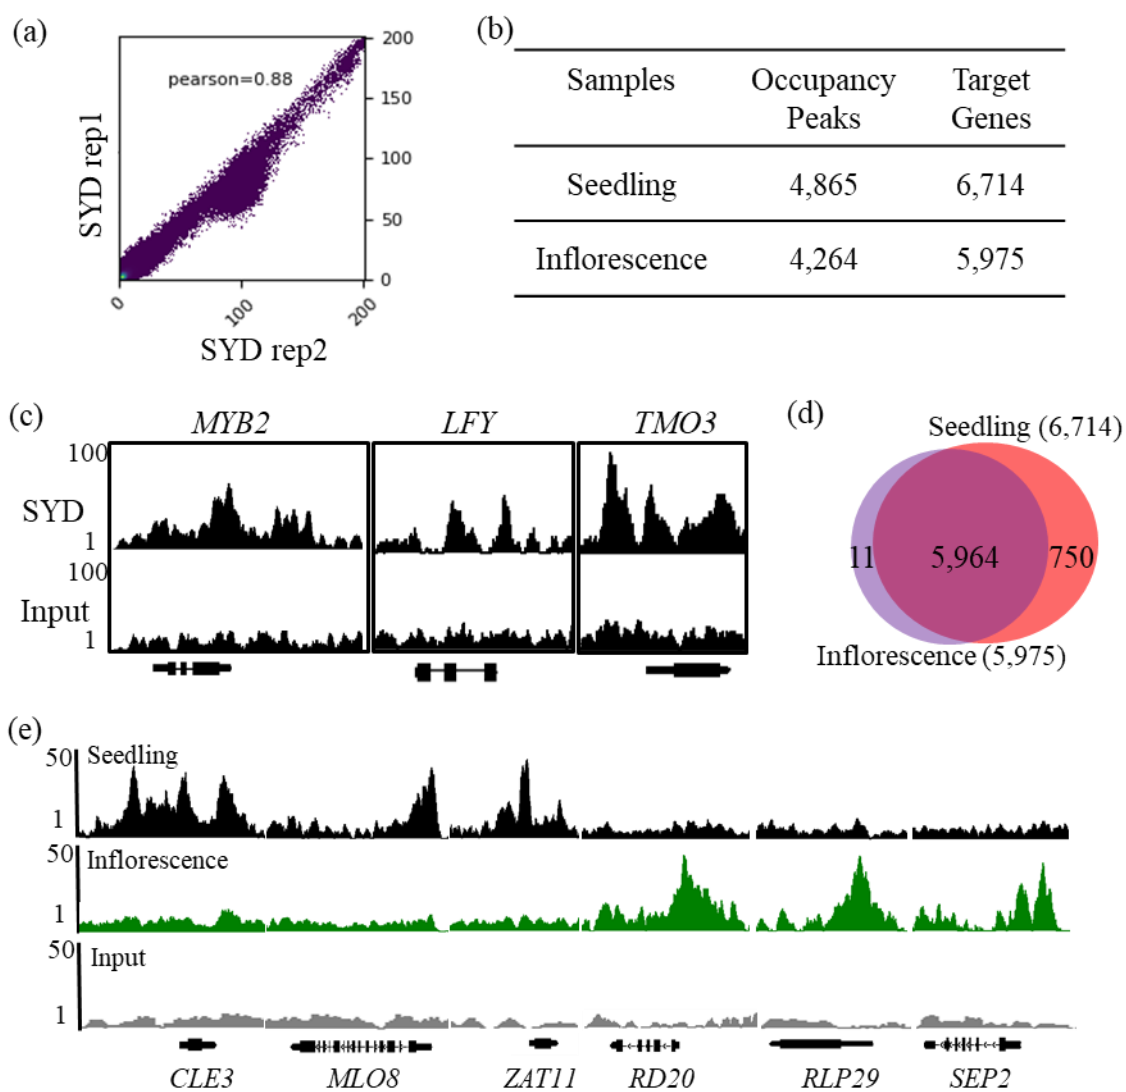 (a)
pearson=0.88
SYD rep1
200
150
100
50
0
0
100
200
SYD rep2
(b)
Samples Occupancy Peaks Target Genes
Seedling 4,865 6,714
Inflorescence 4,264 5,975
(c)
MYB2 LFY TMO3
100
SYD
1
100
Input
1
(d)
Seedling (6,714)
11 5,964 750
Inflorescence (5,975)
(e)
50 Seedling
1
50 Inflorescence
1
50 Input
1
CLE3 MLO8 ZAT11 RD20 RLP29 SEP2